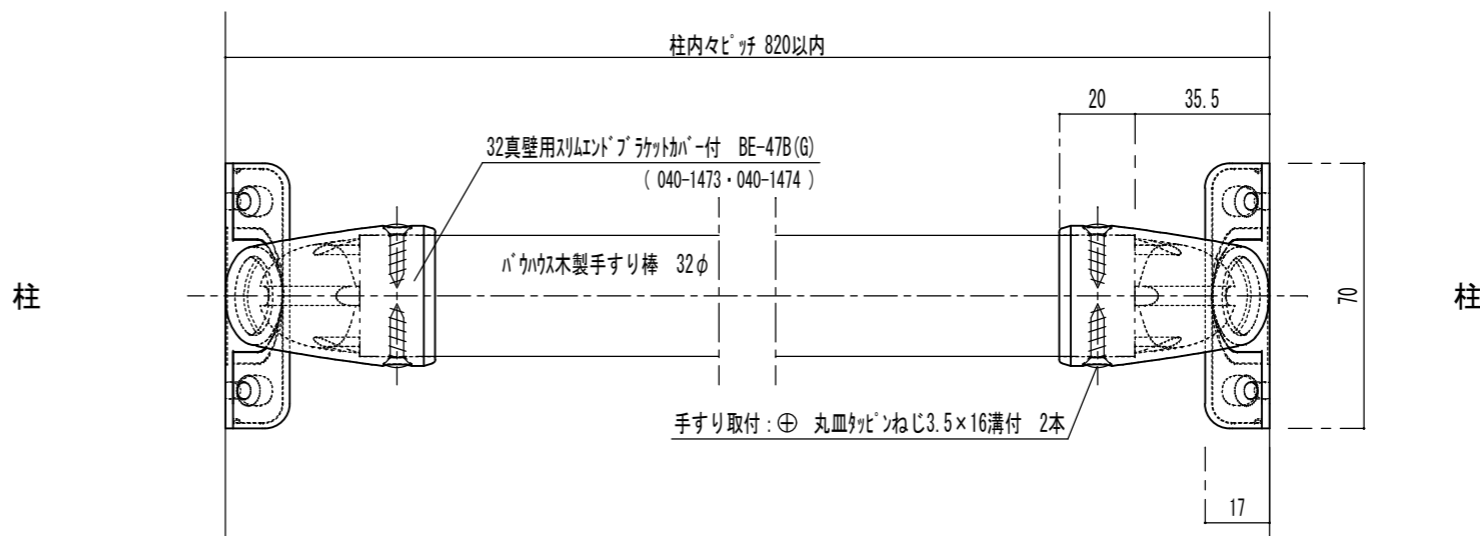 柱内々ﾋﾟｯﾁ 820以内
20
35.5
32真壁用ｽﾘﾑｴﾝﾄﾞﾌﾞﾗｹｯﾄｶﾊﾞｰ付　BE-47B(G)
( 040-1473・040-1474 )
ﾊﾞｳﾊｳｽ木製手すり棒　32φ
柱
70
柱
手すり取付：⊕　丸皿ﾀｯﾋﾟﾝねじ3.5×16溝付　2本
17